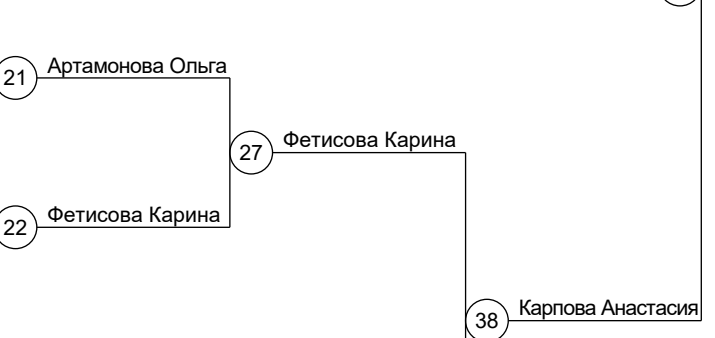 21 Артамонова Ольга
27 Фетисова Карина
22 Фетисова Карина
38 Карпова Анастасия